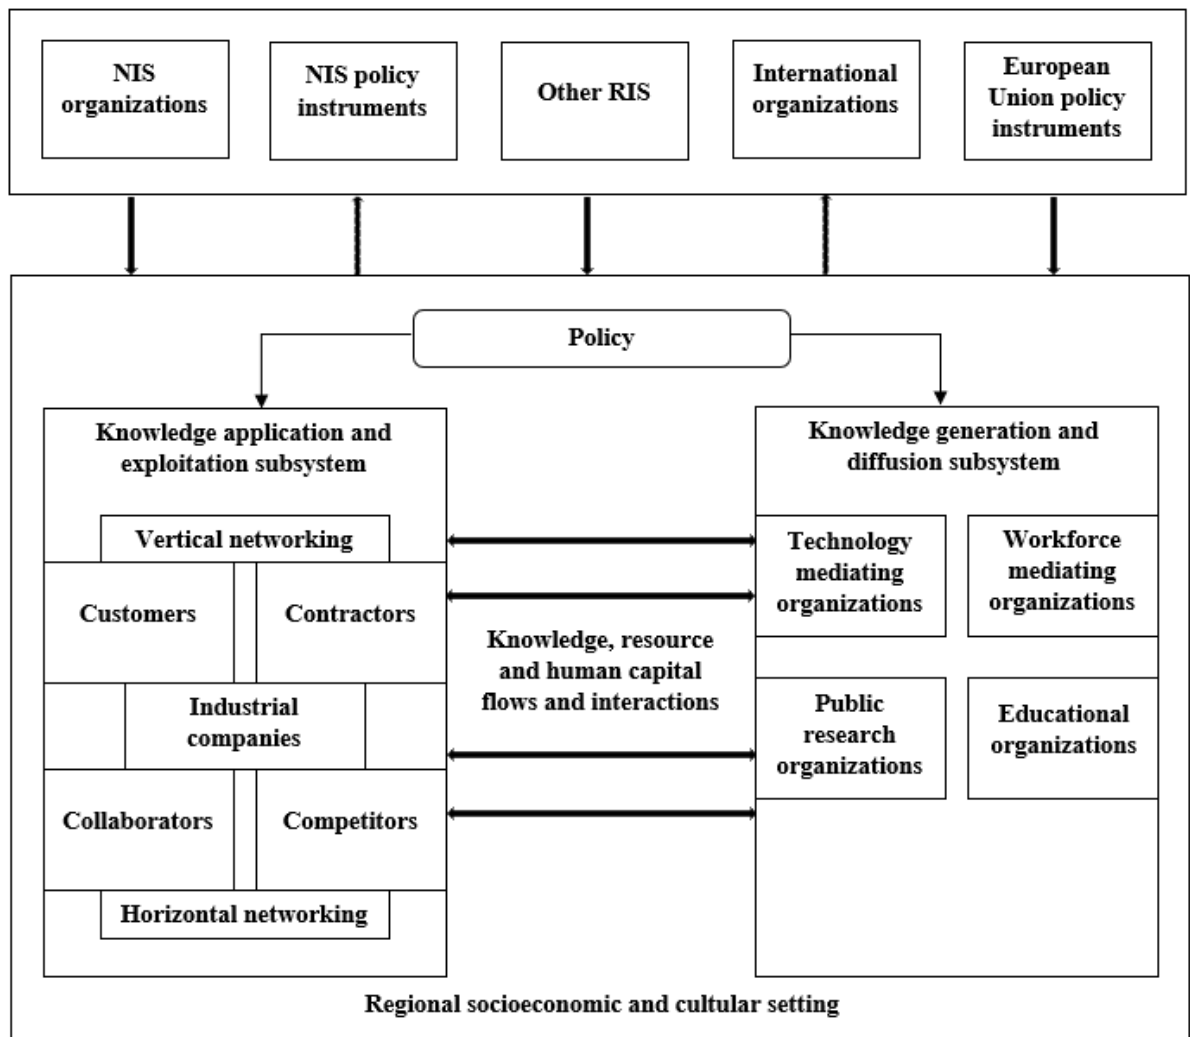 NIS
organizations
NIS policy
instruments
Other RIS
International
organizations
European
Union policy
instruments
Policy
Knowledge application and
exploitation subsystem
Vertical networking
Customers
Contractors
Industrial
companies
Collaborators
Competitors
Horizontal networking
Knowledge, resource
and human capital
flows and interactions
Knowledge generation and
diffusion subsystem
Technology
mediating
organizations
Workforce
mediating
organizations
Public
research
organizations
Educational
organizations
Regional socioeconomic and cultural setting